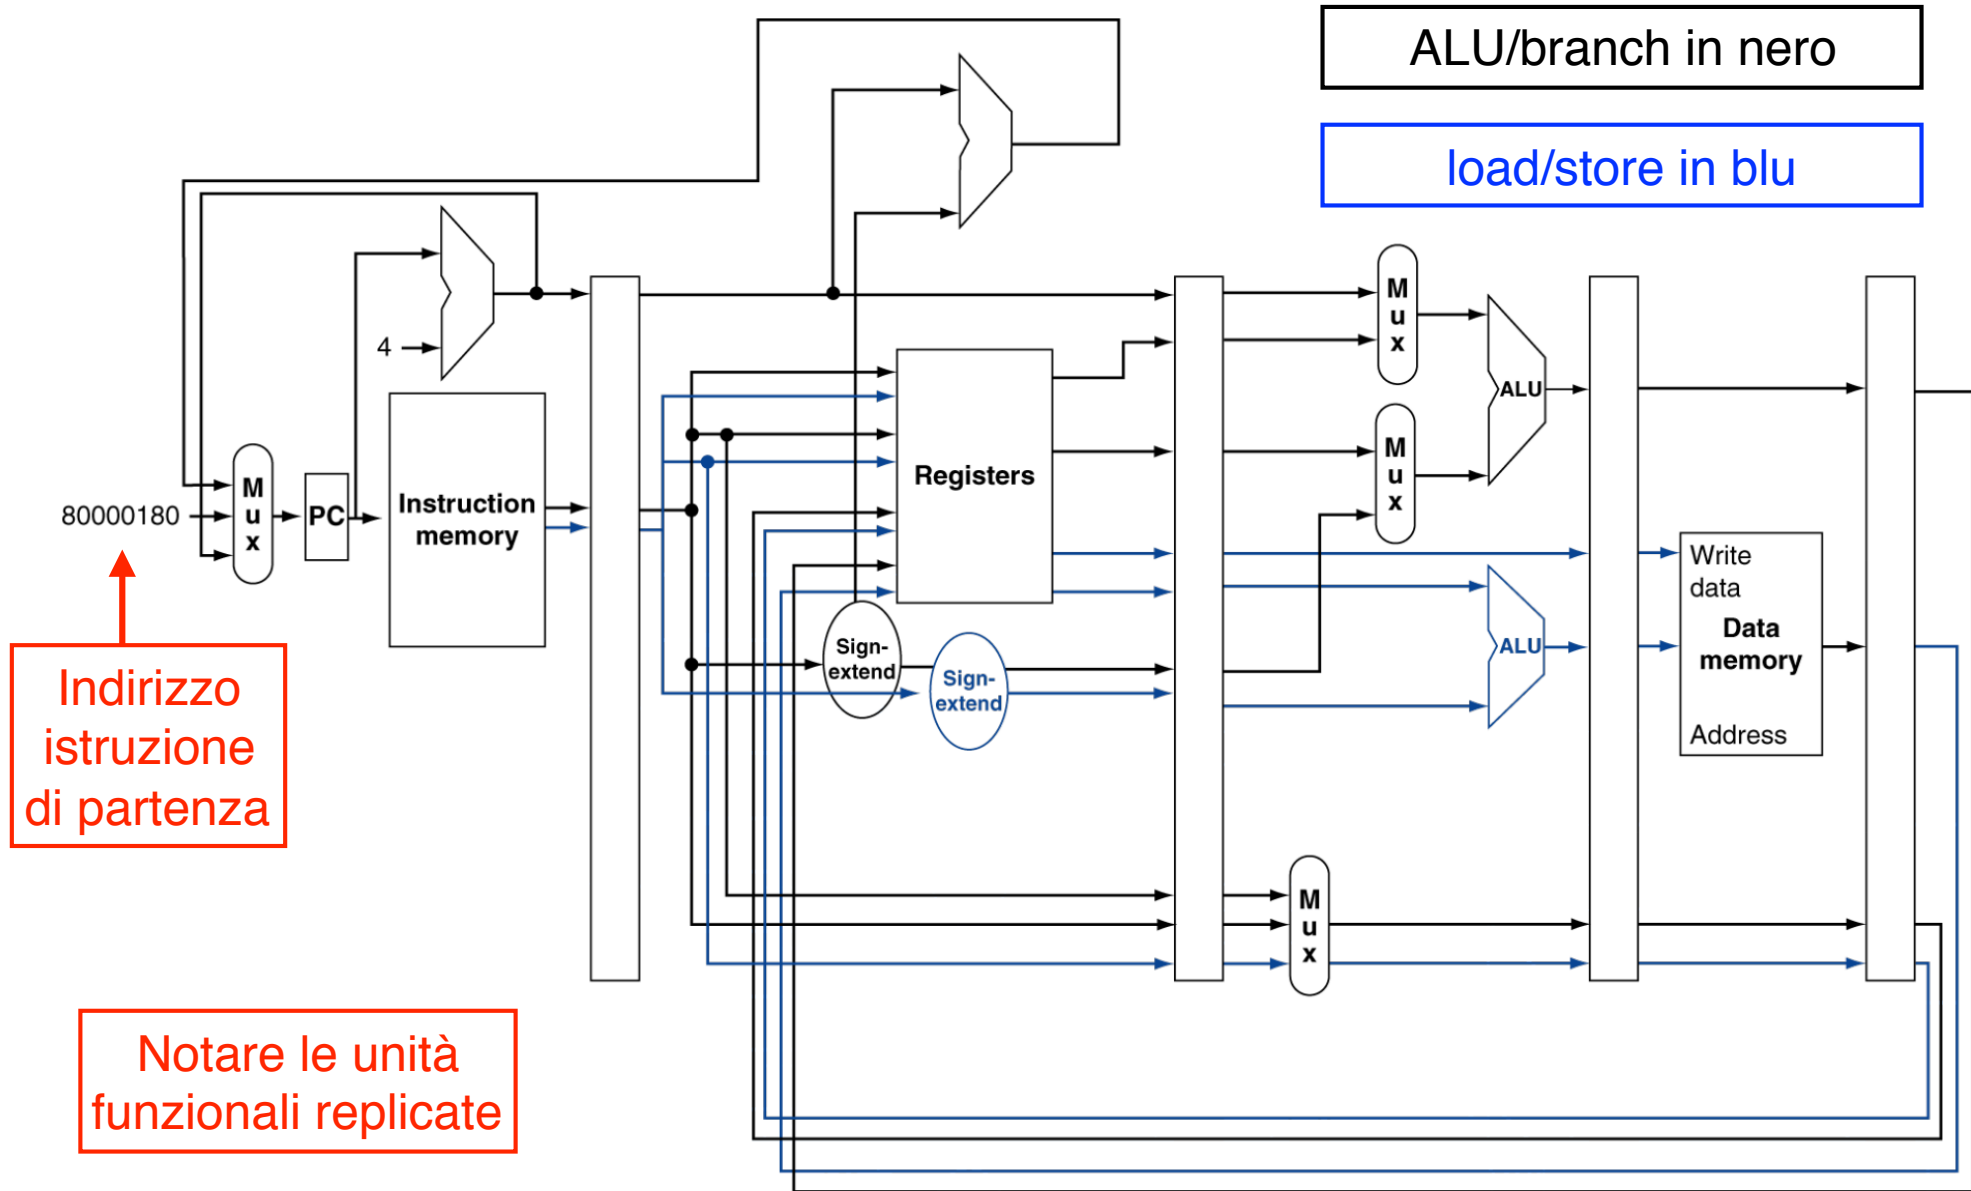 ALU/branch in nero
load/store in blu
4
M
u
x
80000180
M
u
x
PC
Instruction
memory
Registers
Sign-
extend
Sign-
extend
M
u
x
ALU
M
u
x
ALU
Write
data
Data
memory
Address
M
u
x
Indirizzo
istruzione
di partenza
Notare le unità
funzionali replicate